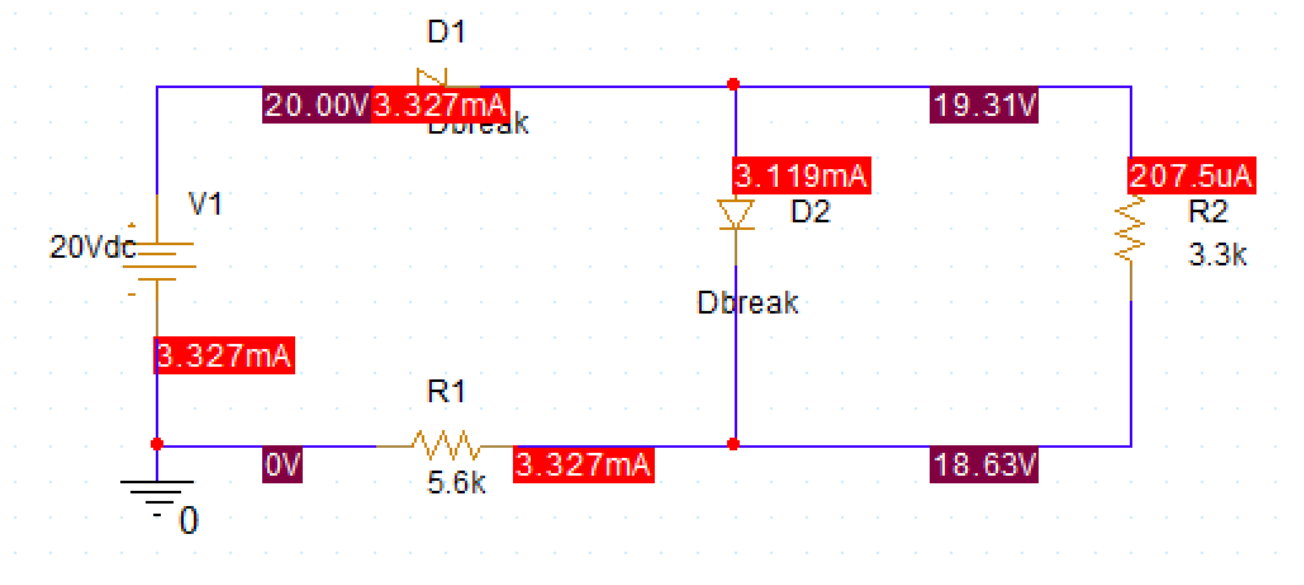 D1
20.00V 3.327mA 19.31V
Dbreak
3.119mA 207.5uA
V1 D2 R2
20Vdc 3.3k
Dbreak
3.327mA
R1
0V 3.327mA 18.63V
5.6k
0